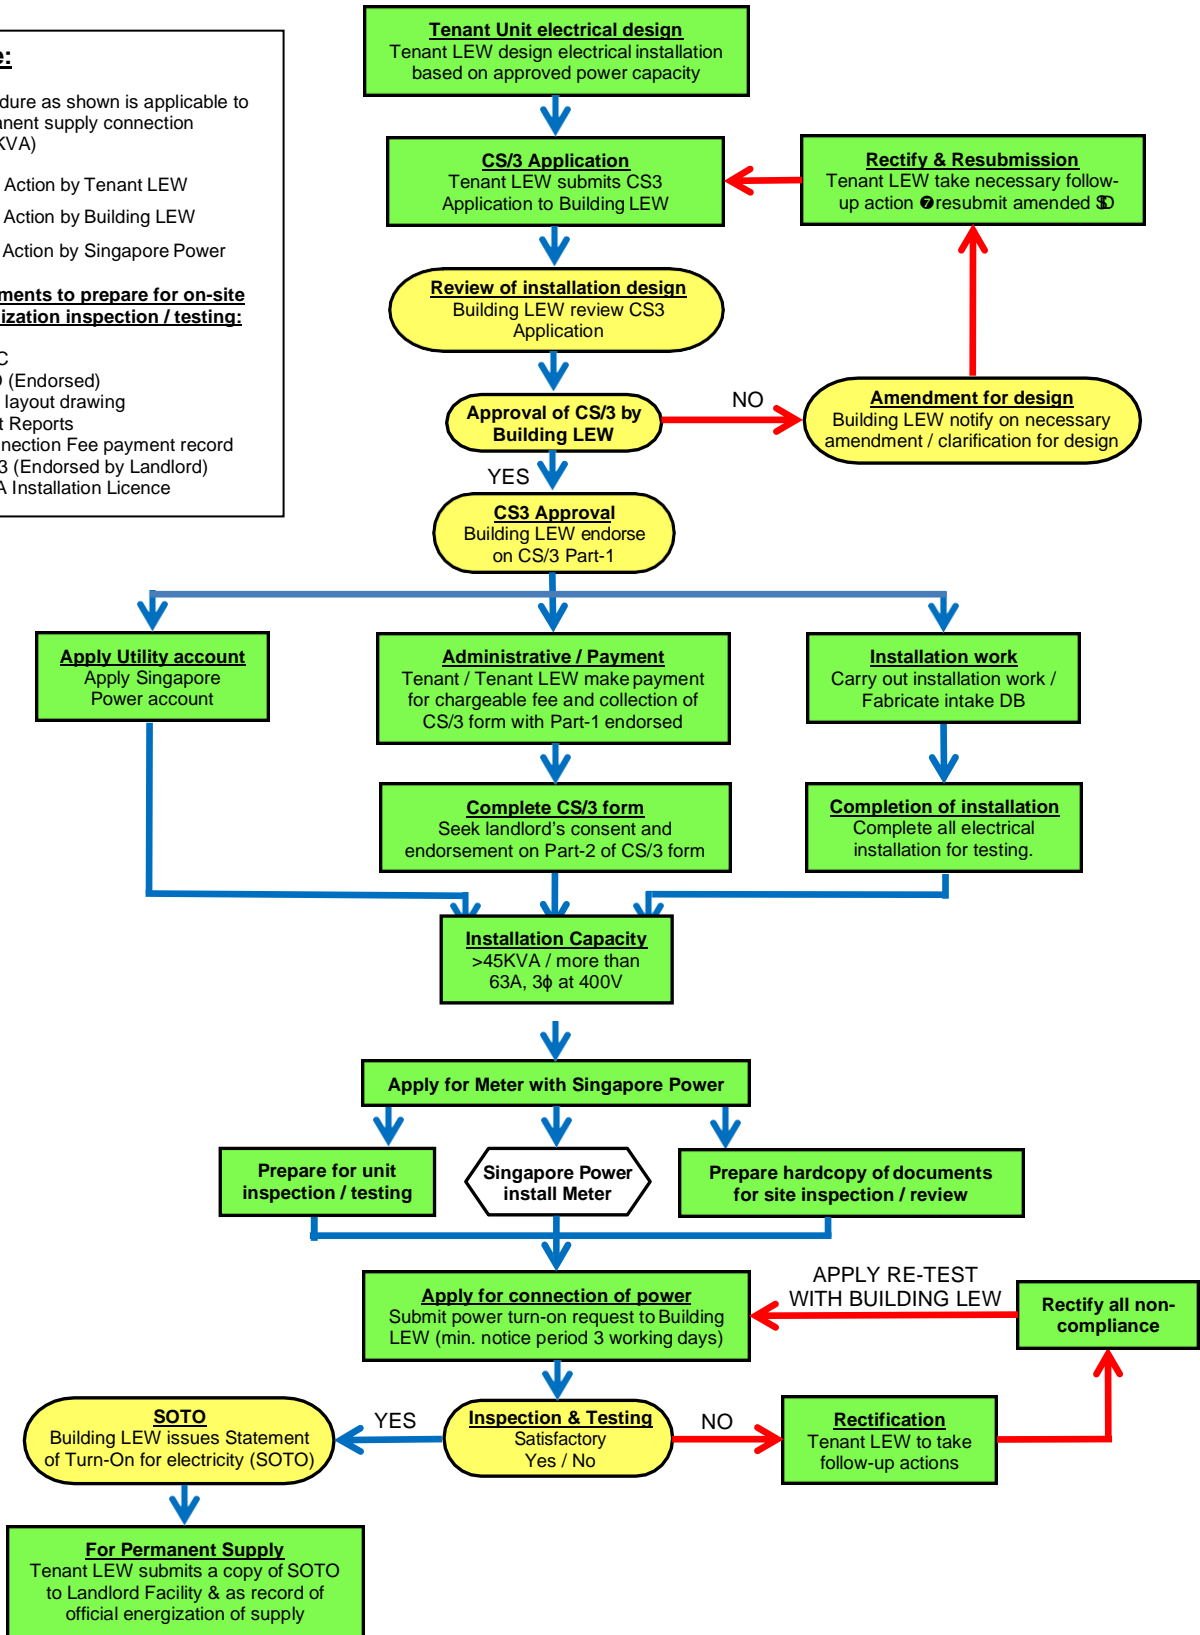 Tenant Unit electrical design
Tenant LEW design electrical installation
based on approved power capacity
e:
dure as shown is applicable to
anent supply connection
KVA)
Action by Tenant LEW
Action by Building LEW
Action by Singapore Power
ments to prepare for on-site
ization inspection / testing:
C
(Endorsed)
layout drawing
t Reports
nection Fee payment record
3 (Endorsed by Landlord)
A Installation Licence
CS/3 Application
Tenant LEW submits CS3
Application to Building LEW
Rectify & Resubmission
Tenant LEW take necessary follow-
up action resubmit amended
Review of installation design
Building LEW review CS3
Application
Approval of CS/3 by
Building LEW
NO
Amendment for design
Building LEW notify on necessary
amendment / clarification for design
YES
CS3 Approval
Building LEW endorse
on CS/3 Part-1
Apply Utility account
Apply Singapore
Power account
Administrative / Payment
Tenant / Tenant LEW make payment
for chargeable fee and collection of
CS/3 form with Part-1 endorsed
Installation work
Carry out installation work /
Fabricate intake DB
Complete CS/3 form
Seek landlord's consent and
endorsement on Part-2 of CS/3 form
Completion of installation
Complete all electrical
installation for testing.
Installation Capacity
>45KVA / more than
63A, 3ϕ at 400V
Apply for Meter with Singapore Power
Prepare for unit
inspection / testing
Singapore Power
install Meter
Prepare hardcopy of documents
for site inspection / review
Apply for connection of power
Submit power turn-on request to Building
LEW (min. notice period 3 working days)
APPLY RE-TEST
WITH BUILDING LEW
Rectify all non-
compliance
SOTO
Building LEW issues Statement
of Turn-On for electricity (SOTO)
YES
Inspection & Testing
Satisfactory
Yes / No
NO
Rectification
Tenant LEW to take
follow-up actions
For Permanent Supply
Tenant LEW submits a copy of SOTO
to Landlord Facility & as record of
official energization of supply